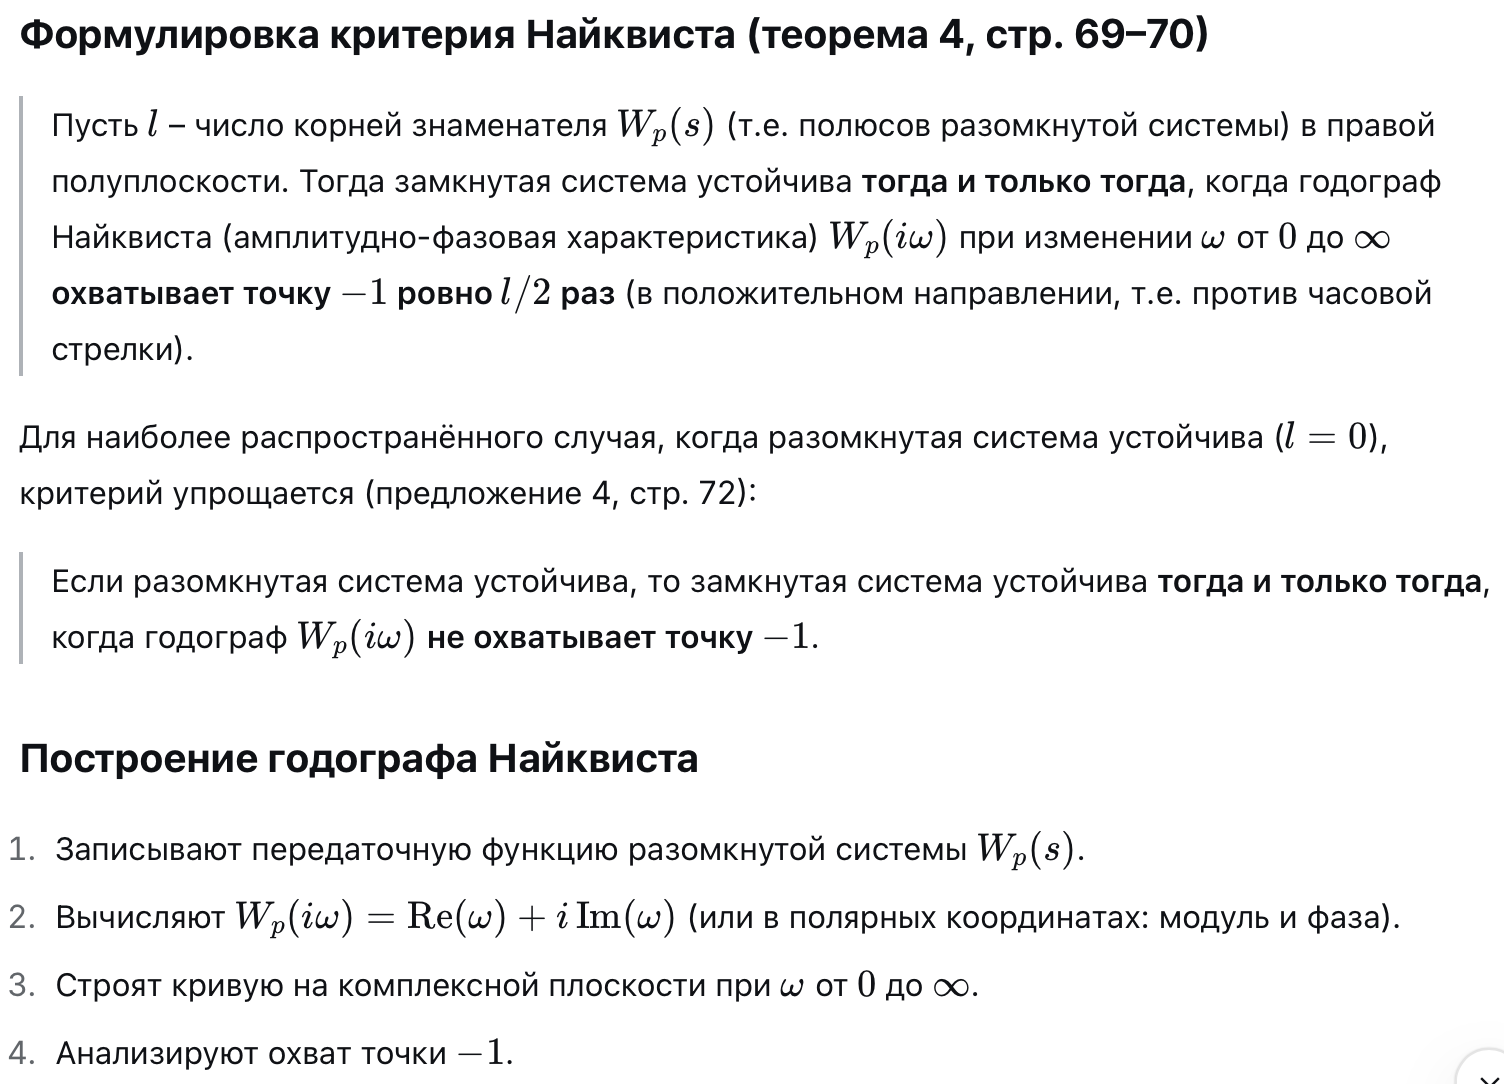 Формулировка критерия Найквиста (теорема 4, стр. 69–70)
Пусть l – число корней знаменателя W_p(s) (т.е. полюсов разомкнутой системы) в правой
полуплоскости. Тогда замкнутая система устойчива тогда и только тогда, когда годограф
Найквиста (амплитудно-фазовая характеристика) W_p(iω) при изменении ω от 0 до ∞
охватывает точку −1 ровно l/2 раз (в положительном направлении, т.е. против часовой
стрелки).
Для наиболее распространённого случая, когда разомкнутая система устойчива (l = 0),
критерий упрощается (предложение 4, стр. 72):
Если разомкнутая система устойчива, то замкнутая система устойчива тогда и только тогда,
когда годограф W_p(iω) не охватывает точку −1.
Построение годографа Найквиста
1. Записывают передаточную функцию разомкнутой системы W_p(s).
2. Вычисляют W_p(iω) = Re(ω) + i Im(ω) (или в полярных координатах: модуль и фаза).
3. Строят кривую на комплексной плоскости при ω от 0 до ∞.
4. Анализируют охват точки −1.